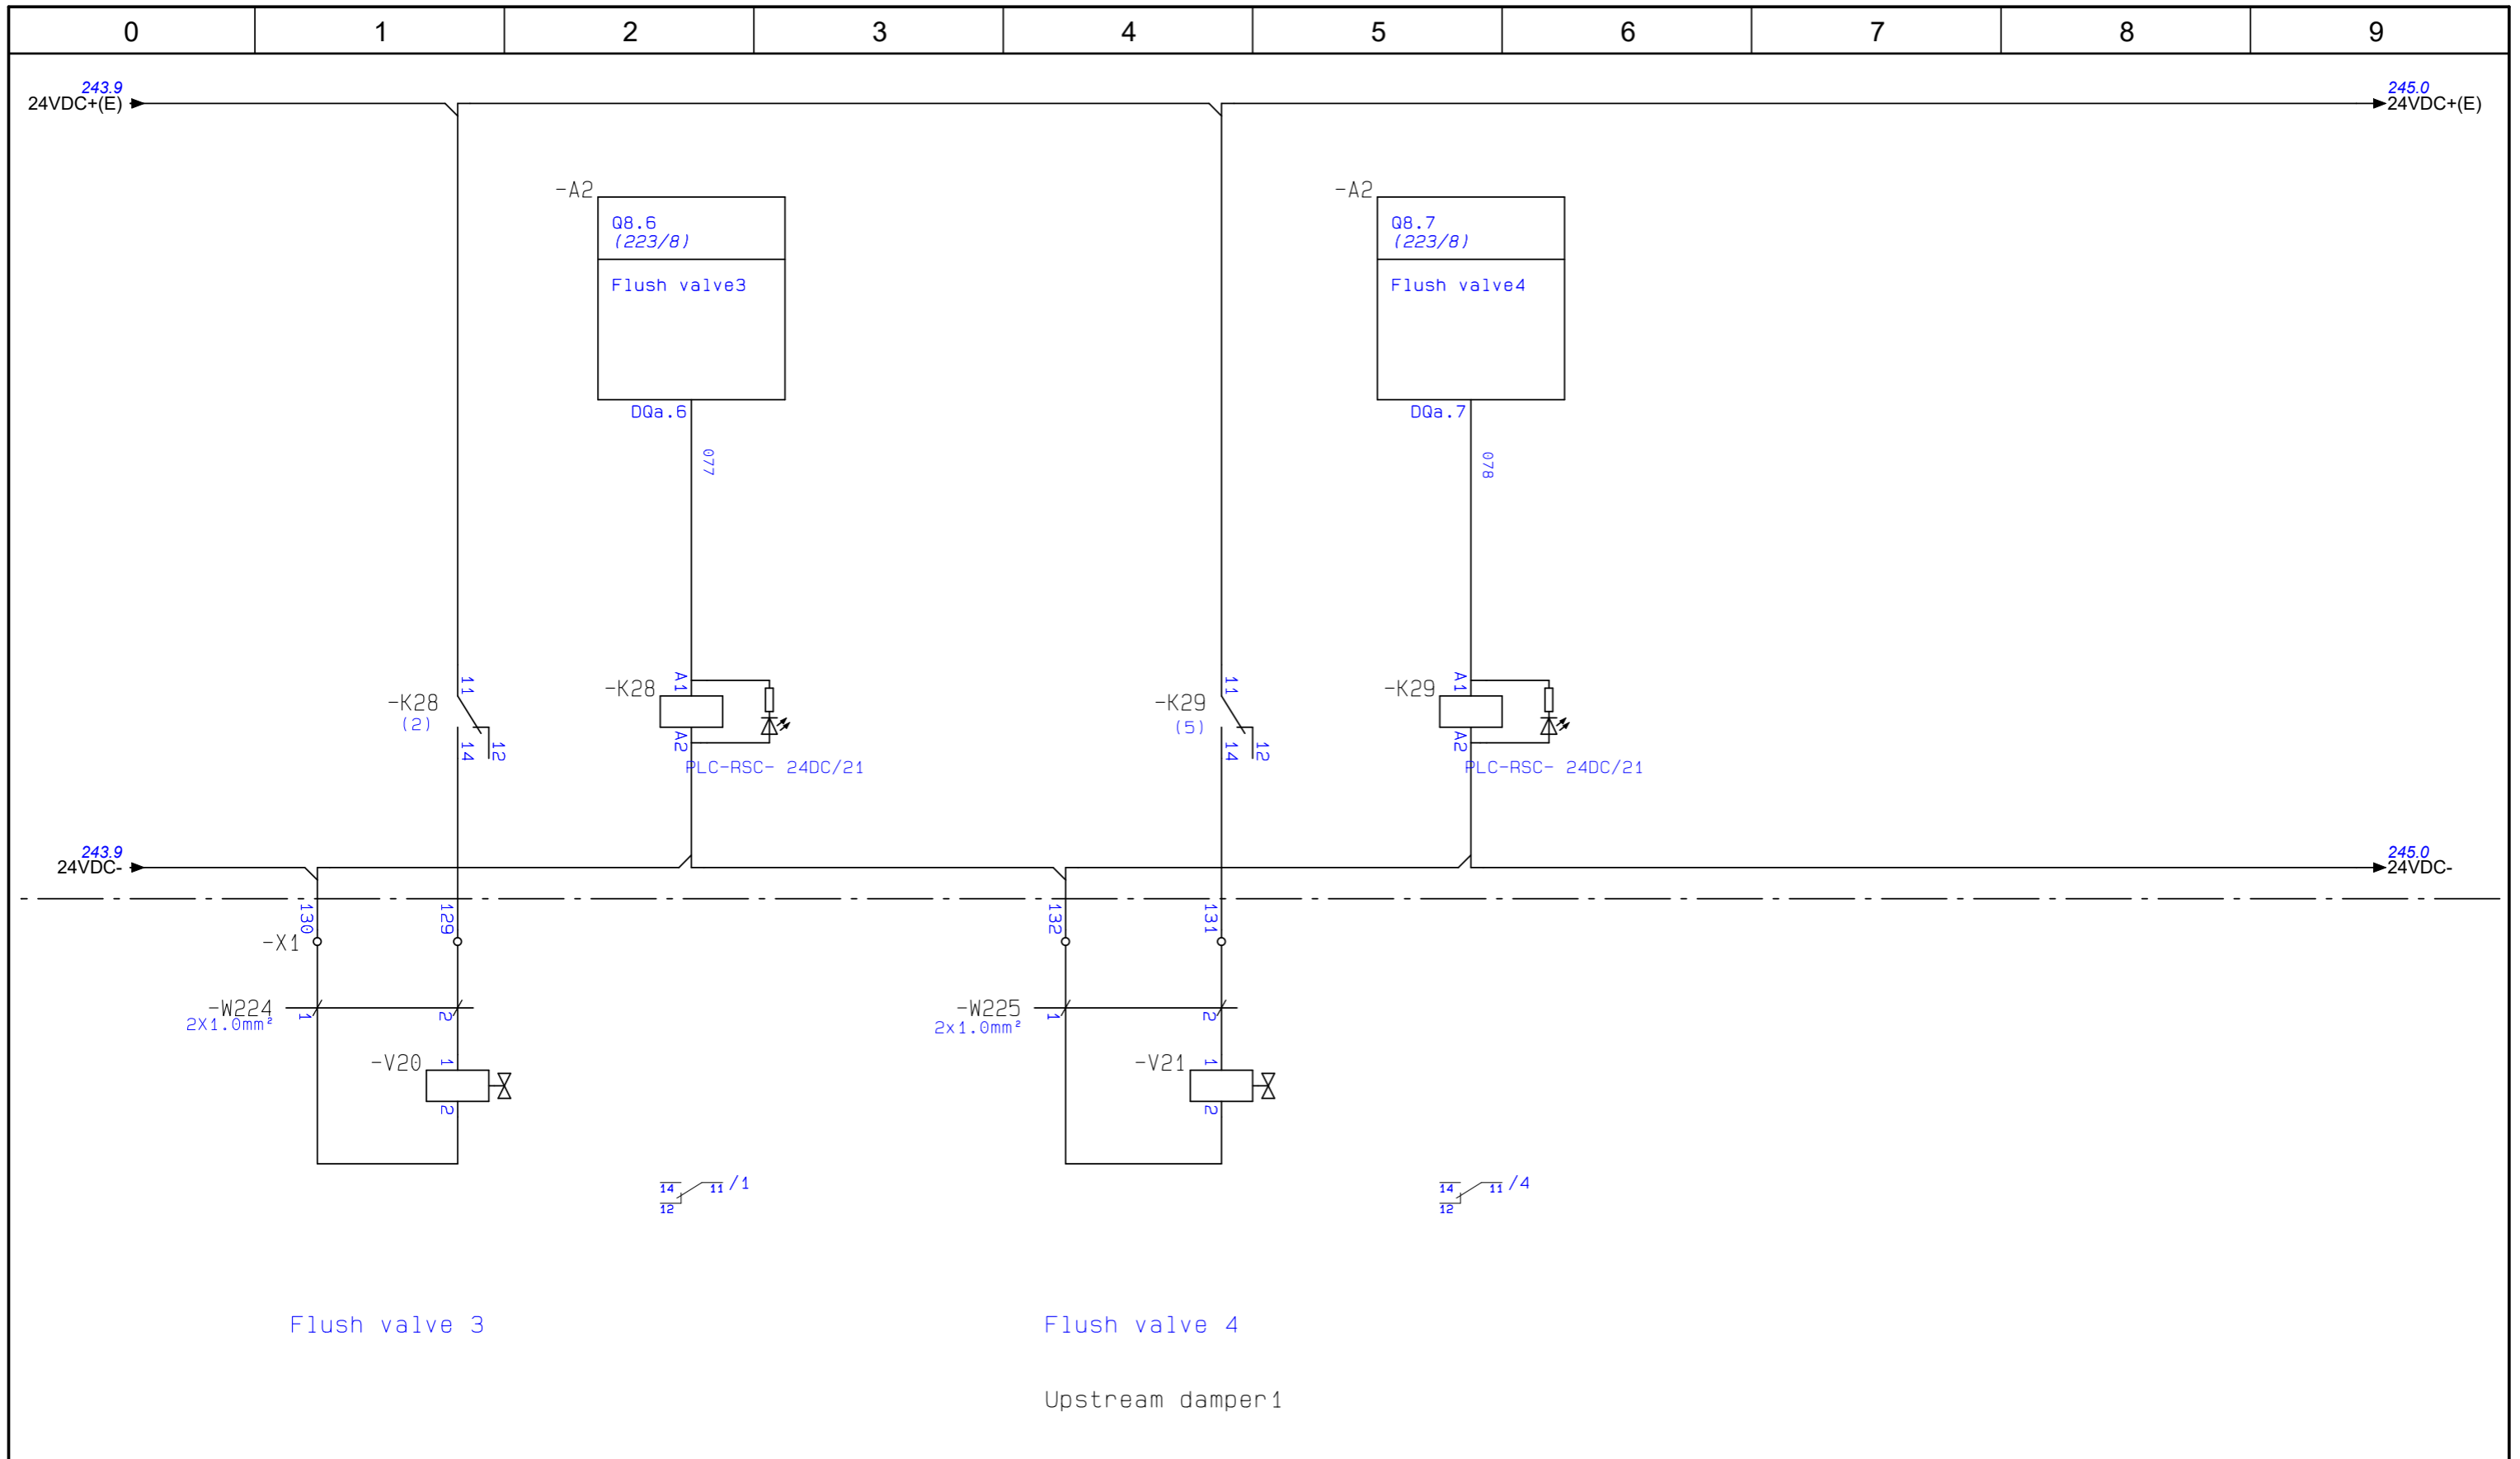 0 1 2 3 4 5 6 7 8 9
243.9
24VDC+(E)
245.0
24VDC+(E)
-A2
Q8.6
(223/8)
Flush valve3
DQa.6
077
-A2
Q8.7
(223/8)
Flush valve4
DQa.7
078
-K28
(2)
11
14
12
-K28
A1
A2
PLC-RSC- 24DC/21
-K29
(5)
11
14
12
-K29
A1
A2
PLC-RSC- 24DC/21
243.9
24VDC-
245.0
24VDC-
130
129
132
131
-X1
-W224
2X1.0mm²
1
2
-W225
2x1.0mm²
1
2
-V20
1
2
-V21
1
2
14
11 /1
12
14
11 /4
12
Flush valve 3
Flush valve 4
Upstream damper1